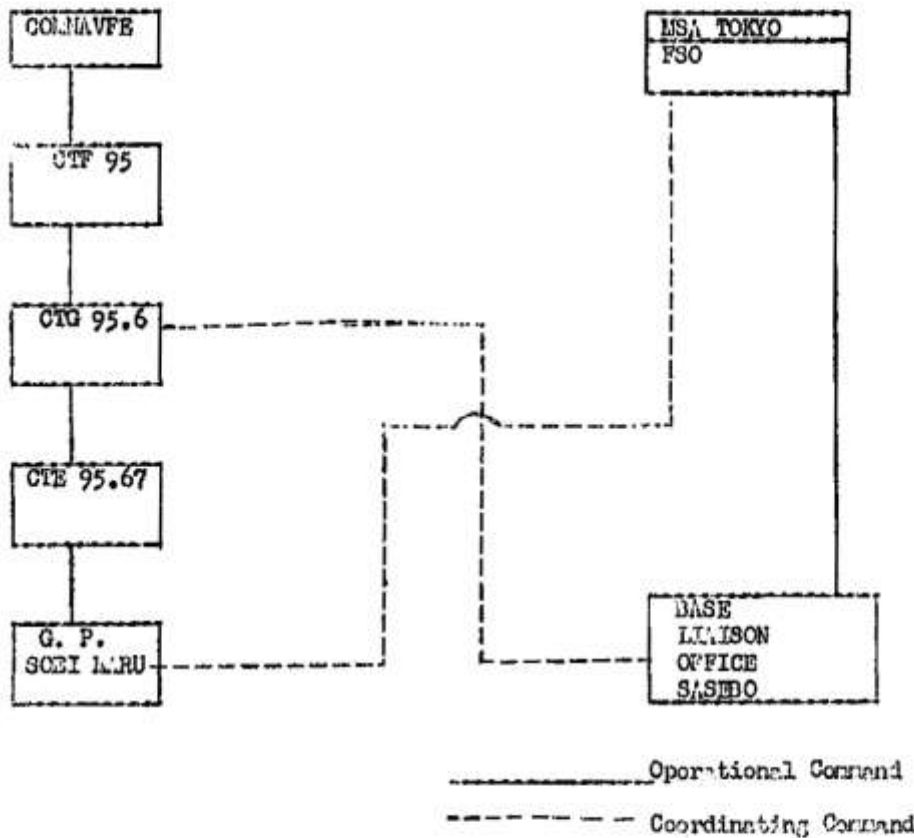 COMNAVFE
MSA TOKYO
FSO
CTF 95
CTG 95.6
CTE 95.67
G. P.
SOEI MARU
BASE
LIAISON
OFFICE
SASEBO
Operational Command
Coordinating Command